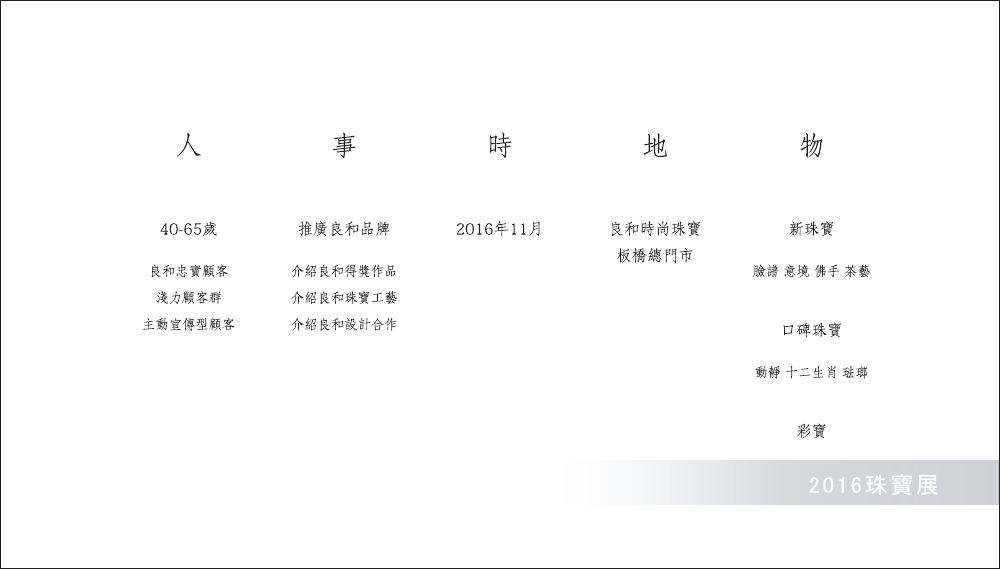 人
40-65歲
良和忠實顧客
淺力顧客群
主動宣傳型顧客
事
推廣良和品牌
介紹良和得獎作品
介紹良和珠寶工藝
介紹良和設計合作
時
2016年11月
地
良和時尚珠寶
板橋總門市
物
新珠寶
臉譜 意境 佛手 茶藝
口碑珠寶
動靜 十二生肖 琺瑯
彩寶
2016珠寶展